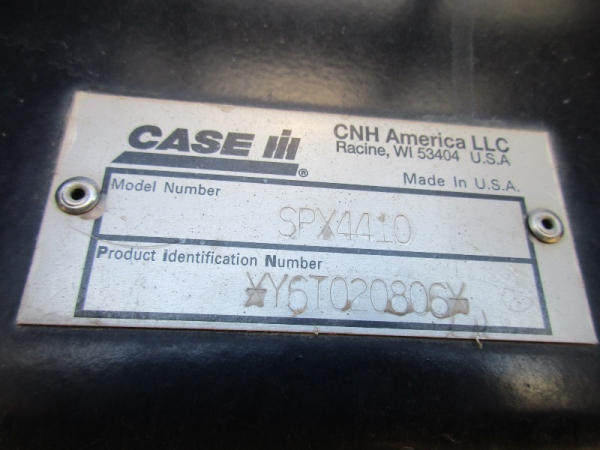 CASE IH®
CNH America LLC
Racine, WI 53404 U.S.A
Made In U.S.A.
Model Number
SPX4410
Product Identification Number
*Y6T020806*